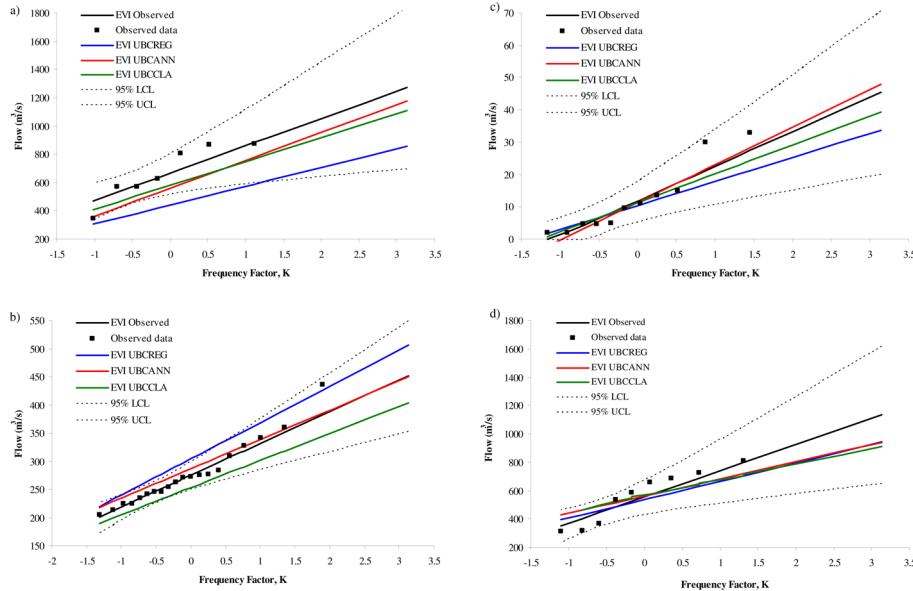 a)
EVI Observed
Observed data
EVI UBCREG
EVI UBCANN
EVI UBCCLA
95% LCL
95% UCL
Flow (m³/s)
1800
1600
1400
1200
1000
800
600
400
200
-1.5 -1 -0.5 0 0.5 1 1.5 2 2.5 3 3.5
Frequency Factor, K
c)
EVI Observed
Observed data
EVI UBCREG
EVI UBCANN
EVI UBCCLA
95% LCL
95% UCL
Flow (m³/s)
70
60
50
40
30
20
10
0
-1.5 -1 -0.5 0 0.5 1 1.5 2 2.5 3 3.5
Frequency Factor, K
b)
EVI Observed
Observed data
EVI UBCREG
EVI UBCANN
EVI UBCCLA
95% LCL
95% UCL
Flow (m³/s)
550
500
450
400
350
300
250
200
150
-2 -1.5 -1 -0.5 0 0.5 1 1.5 2 2.5 3 3.5
Frequency Factor, K
d)
EVI Observed
Observed data
EVI UBCREG
EVI UBCANN
EVI UBCCLA
95% LCL
95% UCL
Flow (m³/s)
1800
1600
1400
1200
1000
800
600
400
200
-1.5 -1 -0.5 0 0.5 1 1.5 2 2.5 3 3.5
Frequency Factor, K